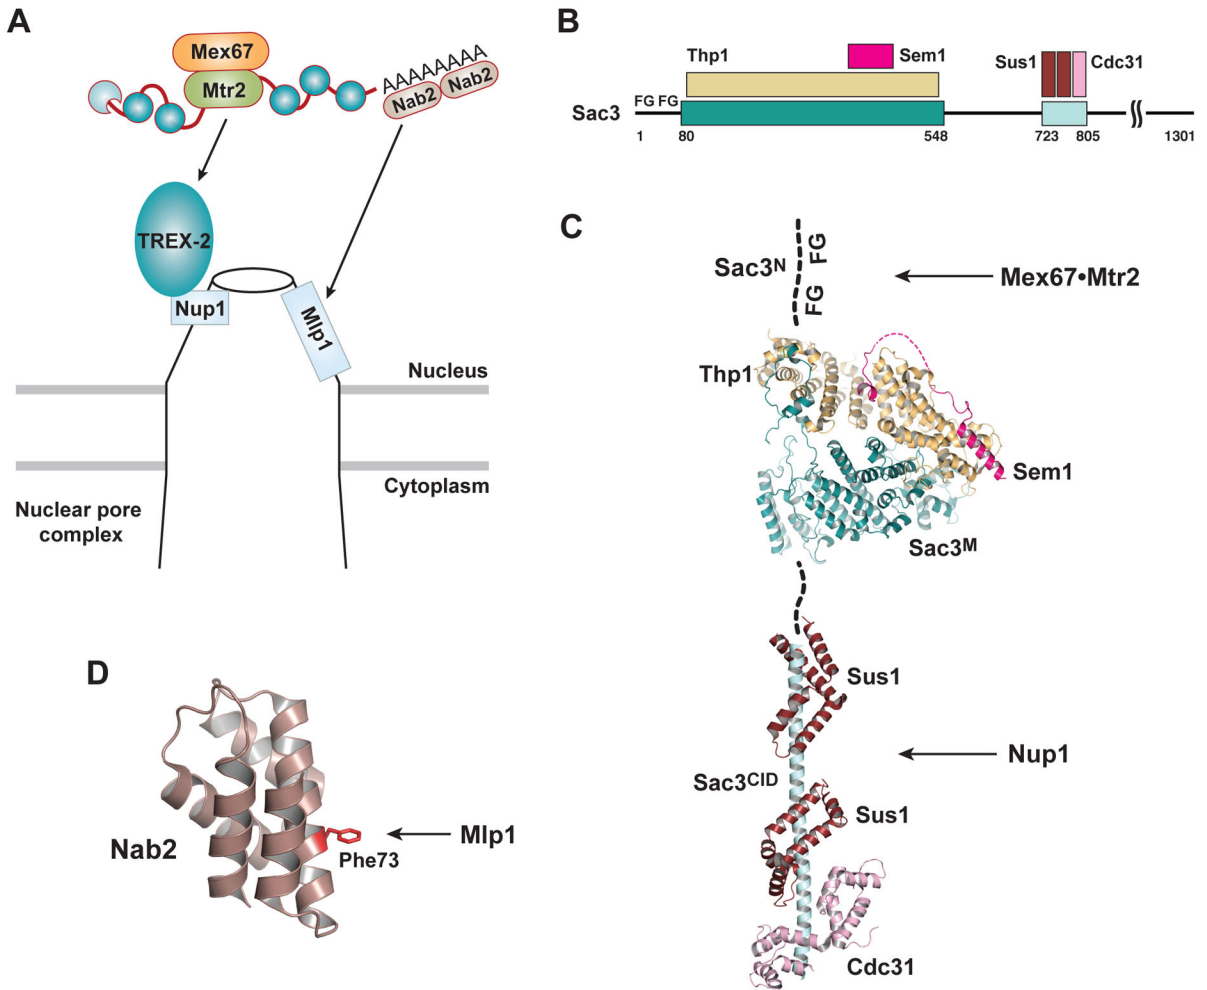 A
Mex67
Mtr2
AAAAAAAA
Nab2
Nab2
TREX-2
Nup1
Mlp1
Nucleus
Cytoplasm
Nuclear pore
complex
B
Thp1
Sem1
Sus1
Cdc31
FG FG
Sac3
1
80
548
723
805
1301
C
Sac3N
FG
FG
Mex67•Mtr2
Thp1
Sem1
Sac3M
Sus1
Nup1
Sac3CID
Sus1
Cdc31
D
Nab2
Phe73
Mlp1